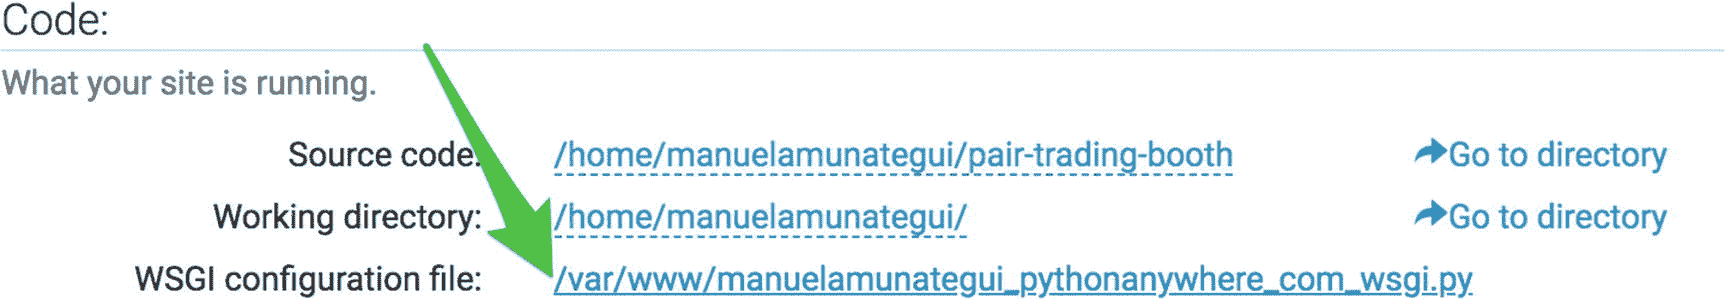 Code:
What your site is running.
Source code: /home/manuelamunategui/pair-trading-booth Go to directory
Working directory: /home/manuelamunategui/ Go to directory
WSGI configuration file: /var/www/manuelamunategui_pythonanywhere_com_wsgi.py